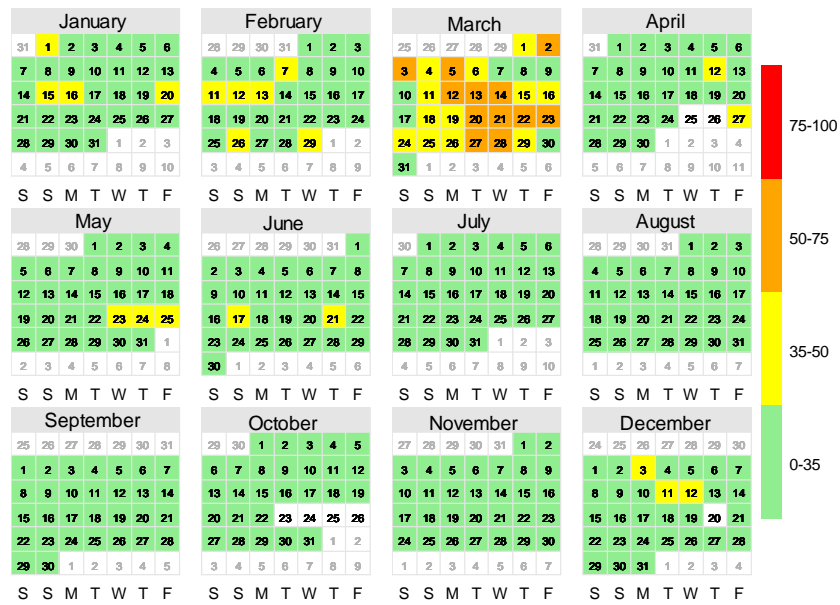 January
31 1 2 3 4 5 6
7 8 9 10 11 12 13
14 15 16 17 18 19 20
21 22 23 24 25 26 27
28 29 30 31 1 2 3
4 5 6 7 8 9 10
S S M T W T F
February
28 29 30 31 1 2 3
4 5 6 7 8 9 10
11 12 13 14 15 16 17
18 19 20 21 22 23 24
25 26 27 28 29 1 2
3 4 5 6 7 8 9
S S M T W T F
March
25 26 27 28 29 1 2
3 4 5 6 7 8 9
10 11 12 13 14 15 16
17 18 19 20 21 22 23
24 25 26 27 28 29 30
31 1 2 3 4 5 6
S S M T W T F
April
31 1 2 3 4 5 6
7 8 9 10 11 12 13
14 15 16 17 18 19 20
21 22 23 24 25 26 27
28 29 30 1 2 3 4
5 6 7 8 9 10 11
S S M T W T F
May
28 29 30 1 2 3 4
5 6 7 8 9 10 11
12 13 14 15 16 17 18
19 20 21 22 23 24 25
26 27 28 29 30 31 1
2 3 4 5 6 7 8
S S M T W T F
June
26 27 28 29 30 31 1
2 3 4 5 6 7 8
9 10 11 12 13 14 15
16 17 18 19 20 21 22
23 24 25 26 27 28 29
30 1 2 3 4 5 6
S S M T W T F
July
30 1 2 3 4 5 6
7 8 9 10 11 12 13
14 15 16 17 18 19 20
21 22 23 24 25 26 27
28 29 30 31 1 2 3
4 5 6 7 8 9 10
S S M T W T F
August
28 29 30 31 1 2 3
4 5 6 7 8 9 10
11 12 13 14 15 16 17
18 19 20 21 22 23 24
25 26 27 28 29 30 31
1 2 3 4 5 6 7
S S M T W T F
September
25 26 27 28 29 30 31
1 2 3 4 5 6 7
8 9 10 11 12 13 14
15 16 17 18 19 20 21
22 23 24 25 26 27 28
29 30 1 2 3 4 5
S S M T W T F
October
29 30 1 2 3 4 5
6 7 8 9 10 11 12
13 14 15 16 17 18 19
20 21 22 23 24 25 26
27 28 29 30 31 1 2
3 4 5 6 7 8 9
S S M T W T F
November
27 28 29 30 31 1 2
3 4 5 6 7 8 9
10 11 12 13 14 15 16
17 18 19 20 21 22 23
24 25 26 27 28 29 30
1 2 3 4 5 6 7
S S M T W T F
December
24 25 26 27 28 29 30
1 2 3 4 5 6 7
8 9 10 11 12 13 14
15 16 17 18 19 20 21
22 23 24 25 26 27 28
29 30 31 1 2 3 4
S S M T W T F
75-100
50-75
35-50
0-35